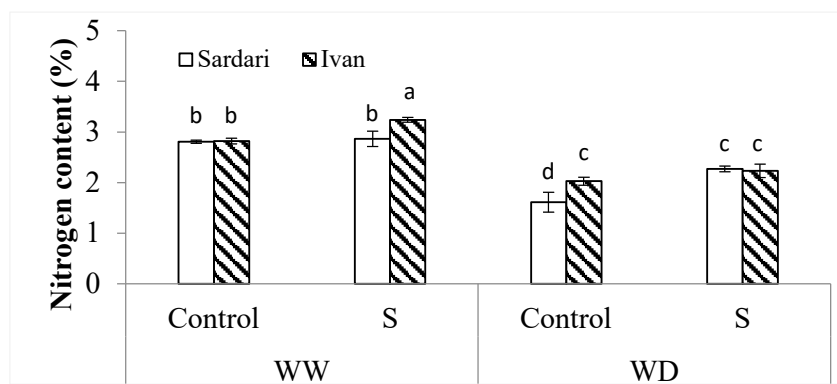 Nitrogen content (%)
5
4
3
2
1
0
Sardari Ivan
b b b a d c c c
Control S Control S
WW WD